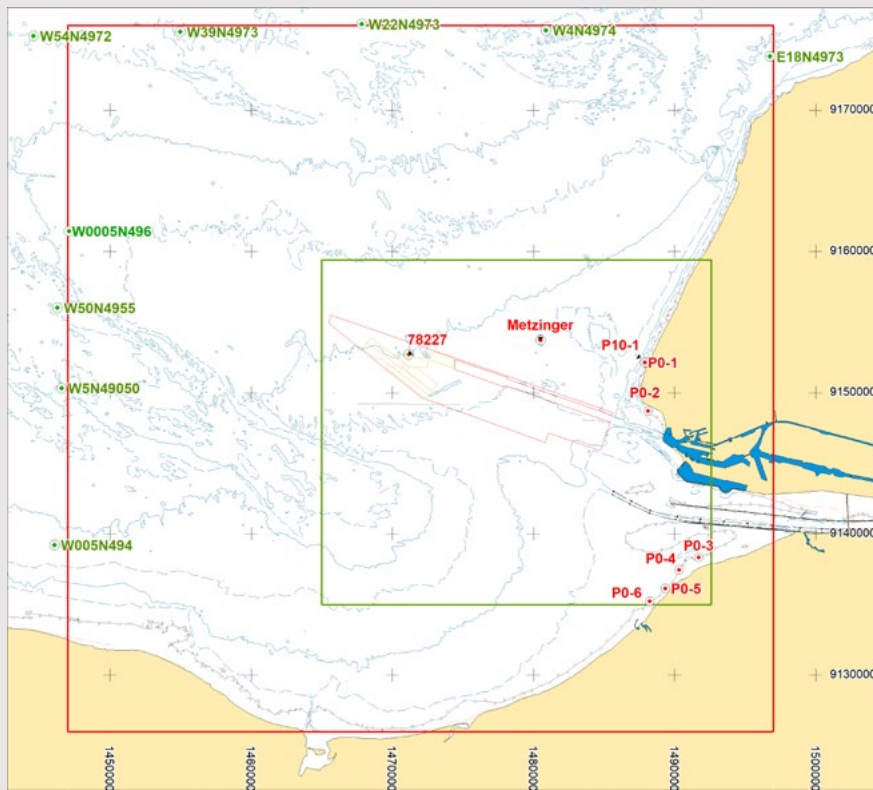 W22N4973
W54N4972
W39N4973
W4N4974
E18N4973
9170000
W0005N496
9160000
W50N4955
78227
Metzinger
P10-1
P0-1
W5N49050
P0-2
9150000
W005N494
9140000
P0-3
P0-4
P0-6
P0-5
9130000
1450000
1460000
1470000
1480000
1490000
1500000